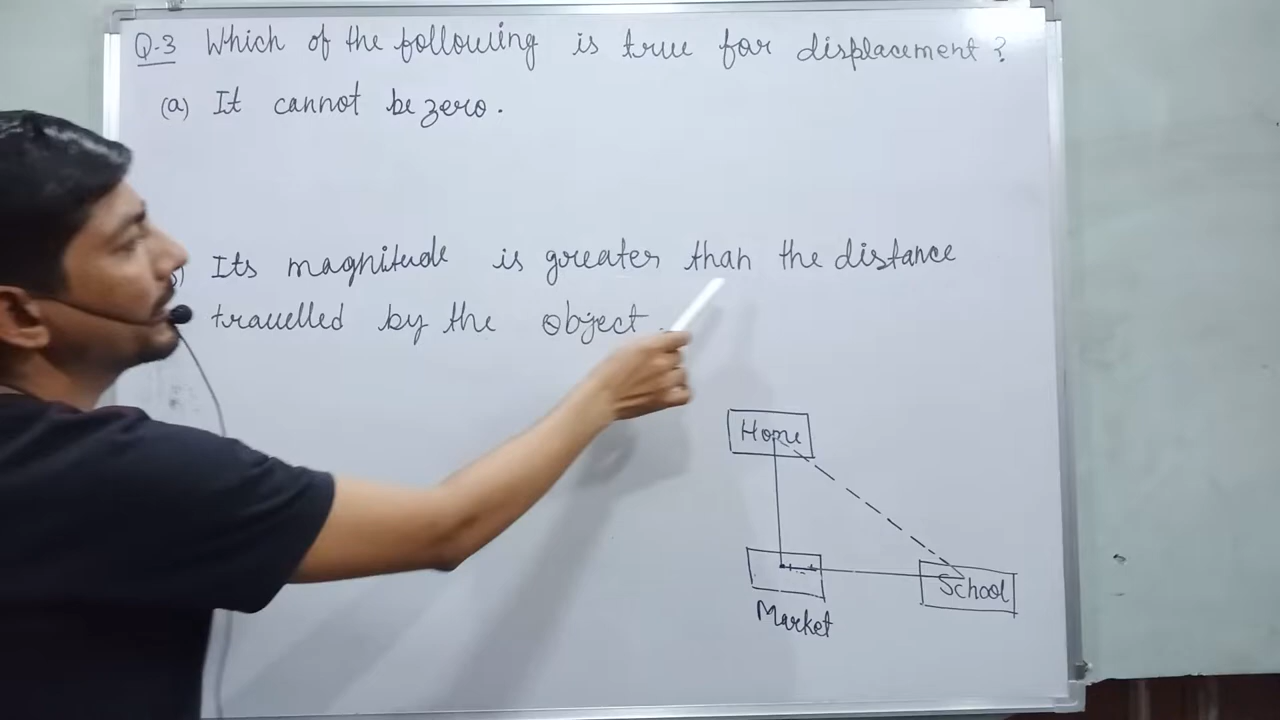 Q.3 Which of the following is true for displacement?
(a) It cannot be zero.
) Its magnitude is greater than the distance
travelled by the object.
Home
School
Market